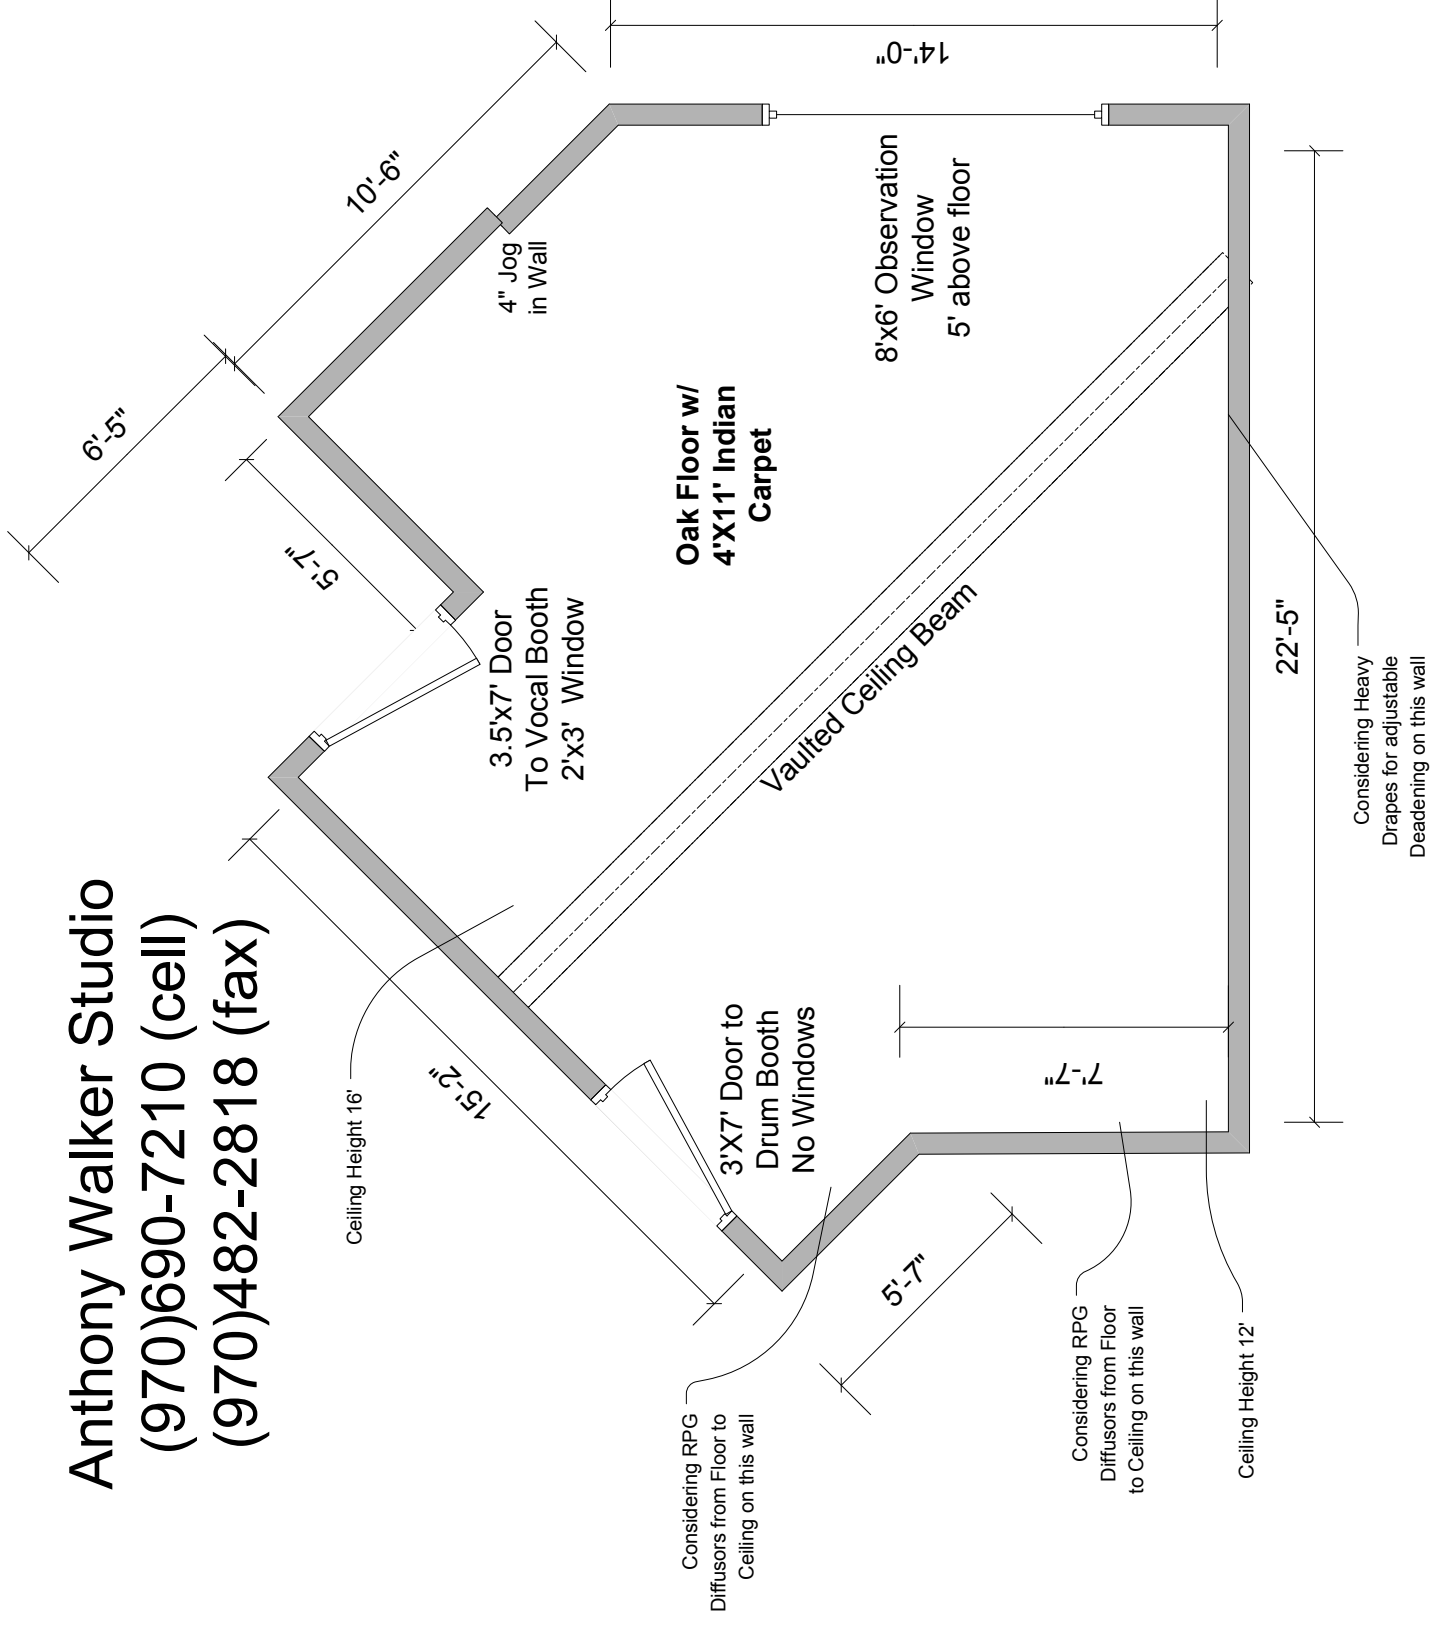 Anthony Walker Studio
(970)690-7210 (cell)
(970)482-2818 (fax)
6'-5"
10'-6"
14'-0"
5'-7"
4" Jog
in Wall
8'x6' Observation
Window
5' above floor
Oak Floor w/
4'X11' Indian
Carpet
3.5'x7' Door
To Vocal Booth
2'x3' Window
Vaulted Ceiling Beam
Ceiling Height 16'
15'-2"
3'X7' Door to
Drum Booth
No Windows
7'-7"
22'-5"
Considering Heavy
Drapes for adjustable
Deadening on this wall
5'-7"
Considering RPG
Diffusors from Floor to
Ceiling on this wall
Considering RPG
Diffusors from Floor
to Ceiling on this wall
Ceiling Height 12'